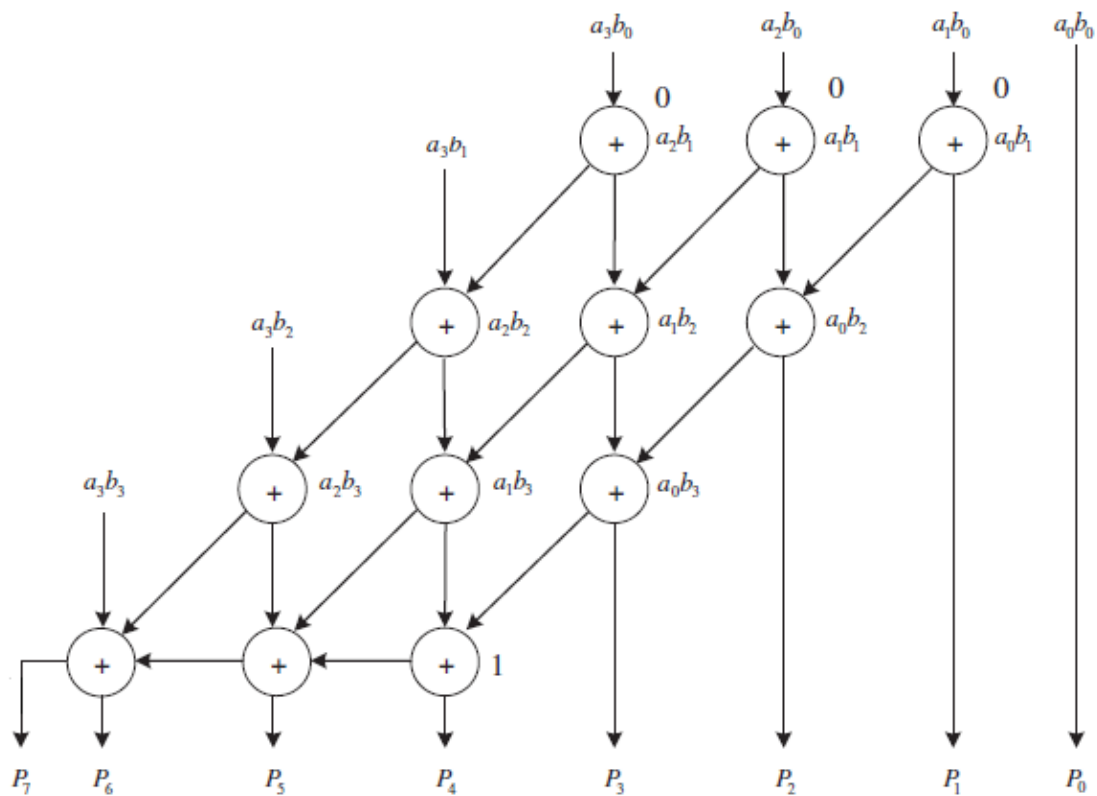 a₃b₀ a₂b₀ a₁b₀ a₀b₀
0 0 0
a₃b₁ + a₂b₁ + a₁b₁ + a₀b₁
a₃b₂ + a₂b₂ + a₁b₂ + a₀b₂
a₃b₃ + a₂b₃ + a₁b₃ + a₀b₃
+ + + 1
P₇ P₆ P₅ P₄ P₃ P₂ P₁ P₀